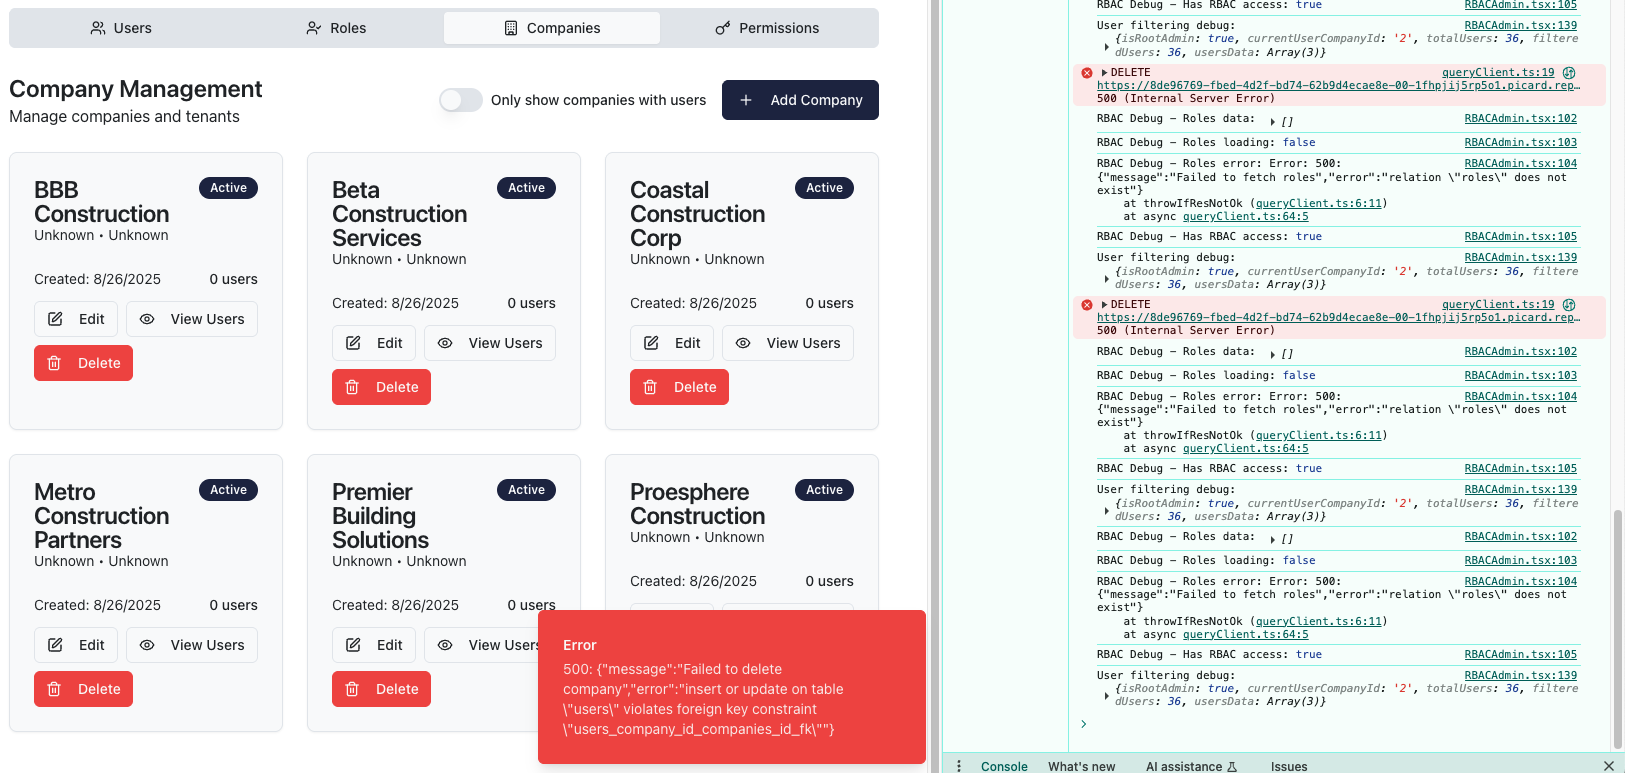 Users
Roles
Companies
Permissions
Company Management
Manage companies and tenants
Only show companies with users
+ Add Company
BBB
Construction
Active
Unknown • Unknown
Created: 8/26/2025
0 users
Edit
View Users
Delete
Beta
Construction
Services
Active
Unknown • Unknown
Created: 8/26/2025
0 users
Edit
View Users
Delete
Coastal
Construction
Corp
Active
Unknown • Unknown
Created: 8/26/2025
0 users
Edit
View Users
Delete
Metro
Construction
Partners
Active
Unknown • Unknown
Created: 8/26/2025
0 users
Edit
View Users
Delete
Premier
Building
Solutions
Active
Unknown • Unknown
Created: 8/26/2025
0 users
Edit
View Users
Delete
Proesphere
Construction
Active
Unknown • Unknown
Created: 8/26/2025
0 users
Error
500: {"message":"Failed to delete
company","error":"insert or update on table
\"users\" violates foreign key constraint
\"users_company_id_companies_id_fk\""}
RBAC Debug – Has RBAC access: true RBACAdmin.tsx:105
User filtering debug: RBACAdmin.tsx:139
{isRootAdmin: true, currentUserCompanyId: '2', totalUsers: 36, filtere
dUsers: 36, usersData: Array(3)}
DELETE queryClient.ts:19
https://8de96769-fbed-4d2f-bd74-62b9d4ecae8e-00-1fhpjij5rp5o1.picard.rep…
500 (Internal Server Error)
RBAC Debug – Roles data: [] RBACAdmin.tsx:102
RBAC Debug – Roles loading: false RBACAdmin.tsx:103
RBAC Debug – Roles error: Error: 500: RBACAdmin.tsx:104
{"message":"Failed to fetch roles","error":"relation \"roles\" does not
exist"}
at throwIfResNotOk (queryClient.ts:6:11)
at async queryClient.ts:64:5
RBAC Debug – Has RBAC access: true RBACAdmin.tsx:105
User filtering debug: RBACAdmin.tsx:139
{isRootAdmin: true, currentUserCompanyId: '2', totalUsers: 36, filtere
dUsers: 36, usersData: Array(3)}
DELETE queryClient.ts:19
https://8de96769-fbed-4d2f-bd74-62b9d4ecae8e-00-1fhpjij5rp5o1.picard.rep…
500 (Internal Server Error)
RBAC Debug – Roles data: [] RBACAdmin.tsx:102
RBAC Debug – Roles loading: false RBACAdmin.tsx:103
RBAC Debug – Roles error: Error: 500: RBACAdmin.tsx:104
{"message":"Failed to fetch roles","error":"relation \"roles\" does not
exist"}
at throwIfResNotOk (queryClient.ts:6:11)
at async queryClient.ts:64:5
RBAC Debug – Has RBAC access: true RBACAdmin.tsx:105
User filtering debug: RBACAdmin.tsx:139
{isRootAdmin: true, currentUserCompanyId: '2', totalUsers: 36, filtere
dUsers: 36, usersData: Array(3)}
RBAC Debug – Roles data: [] RBACAdmin.tsx:102
RBAC Debug – Roles loading: false RBACAdmin.tsx:103
RBAC Debug – Roles error: Error: 500: RBACAdmin.tsx:104
{"message":"Failed to fetch roles","error":"relation \"roles\" does not
exist"}
at throwIfResNotOk (queryClient.ts:6:11)
at async queryClient.ts:64:5
RBAC Debug – Has RBAC access: true RBACAdmin.tsx:105
User filtering debug: RBACAdmin.tsx:139
{isRootAdmin: true, currentUserCompanyId: '2', totalUsers: 36, filtere
dUsers: 36, usersData: Array(3)}
Console
What's new
AI assistance
Issues